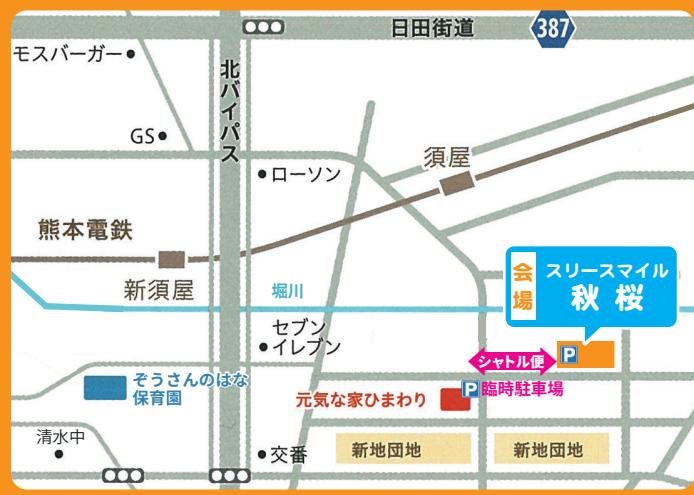 日田街道
387
モスバーガー
北バイパス
GS
ローソン
須屋
熊本電鉄
新須屋
堀川
会場
スリースマイル
秋桜
セブン
イレブン
シャトル便
P
P臨時駐車場
ぞうさんのはな
保育園
元気な家ひまわり
清水中
交番
新地団地
新地団地